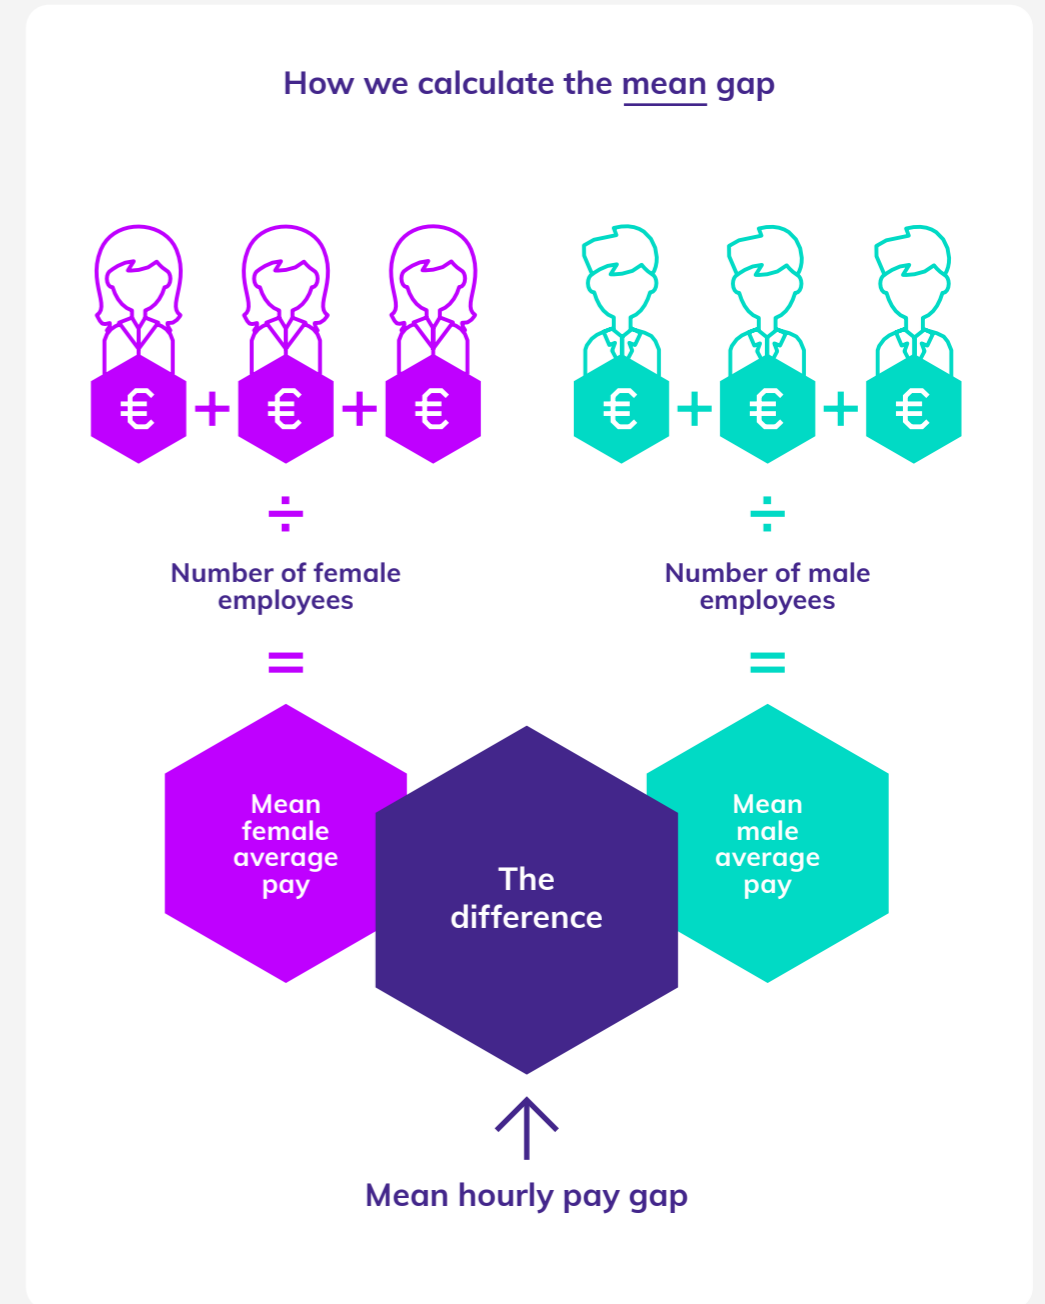 How we calculate the mean gap
€ + € + €
€ + € + €
÷
÷
Number of female
employees
Number of male
employees
=
=
Mean
female
average
pay
The
difference
Mean
male
average
pay
Mean hourly pay gap